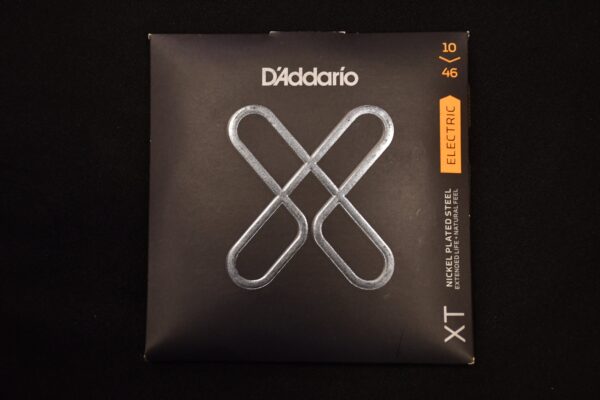 D'Addario
10
46
ELECTRIC
NICKEL PLATED STEEL
EXTENDED LIFE • NATURAL FEEL
XT